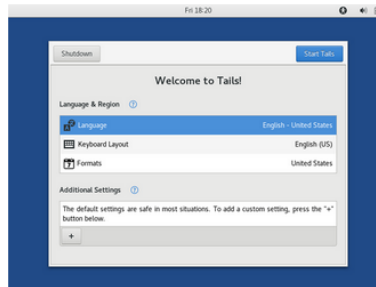 Fri 18:20
Shutdown
Start Tails
Welcome to Tails!
Language & Region
Language English - United States
Keyboard Layout English (US)
Formats United States
Additional Settings
The default settings are safe in most situations. To add a custom setting, press the "+"
button below.
+